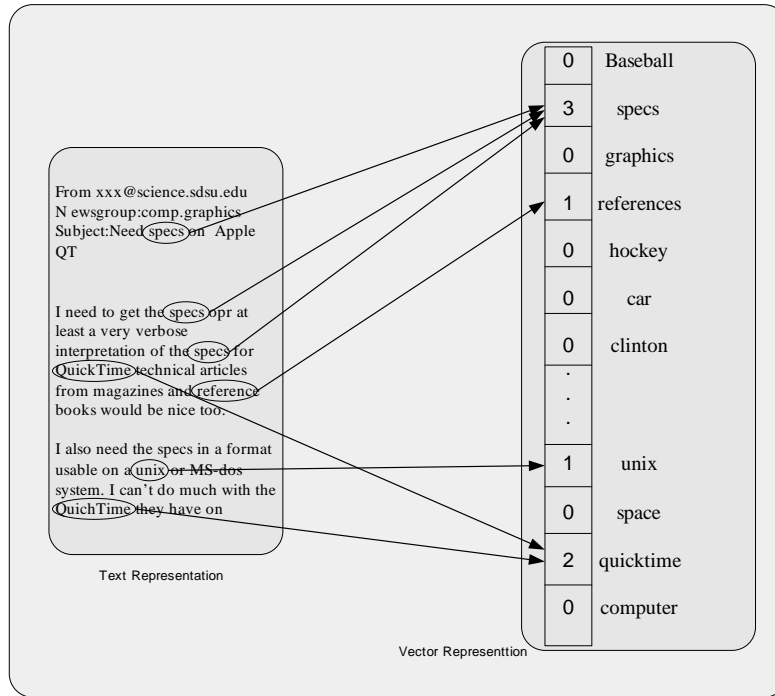 From xxx@science.sdsu.edu
N ewsgroup:comp.graphics
Subject:Need specs on Apple
QT
I need to get the specs opr at
least a very verbose
interpretation of the specs for
QuickTime technical articles
from magazines and reference
books would be nice too.
I also need the specs in a format
usable on a unix or MS-dos
system. I can't do much with the
QuichTime they have on
Text Representation
0 Baseball
3 specs
0 graphics
1 references
0 hockey
0 car
0 clinton
.
.
.
1 unix
0 space
2 quicktime
0 computer
Vector Representtion